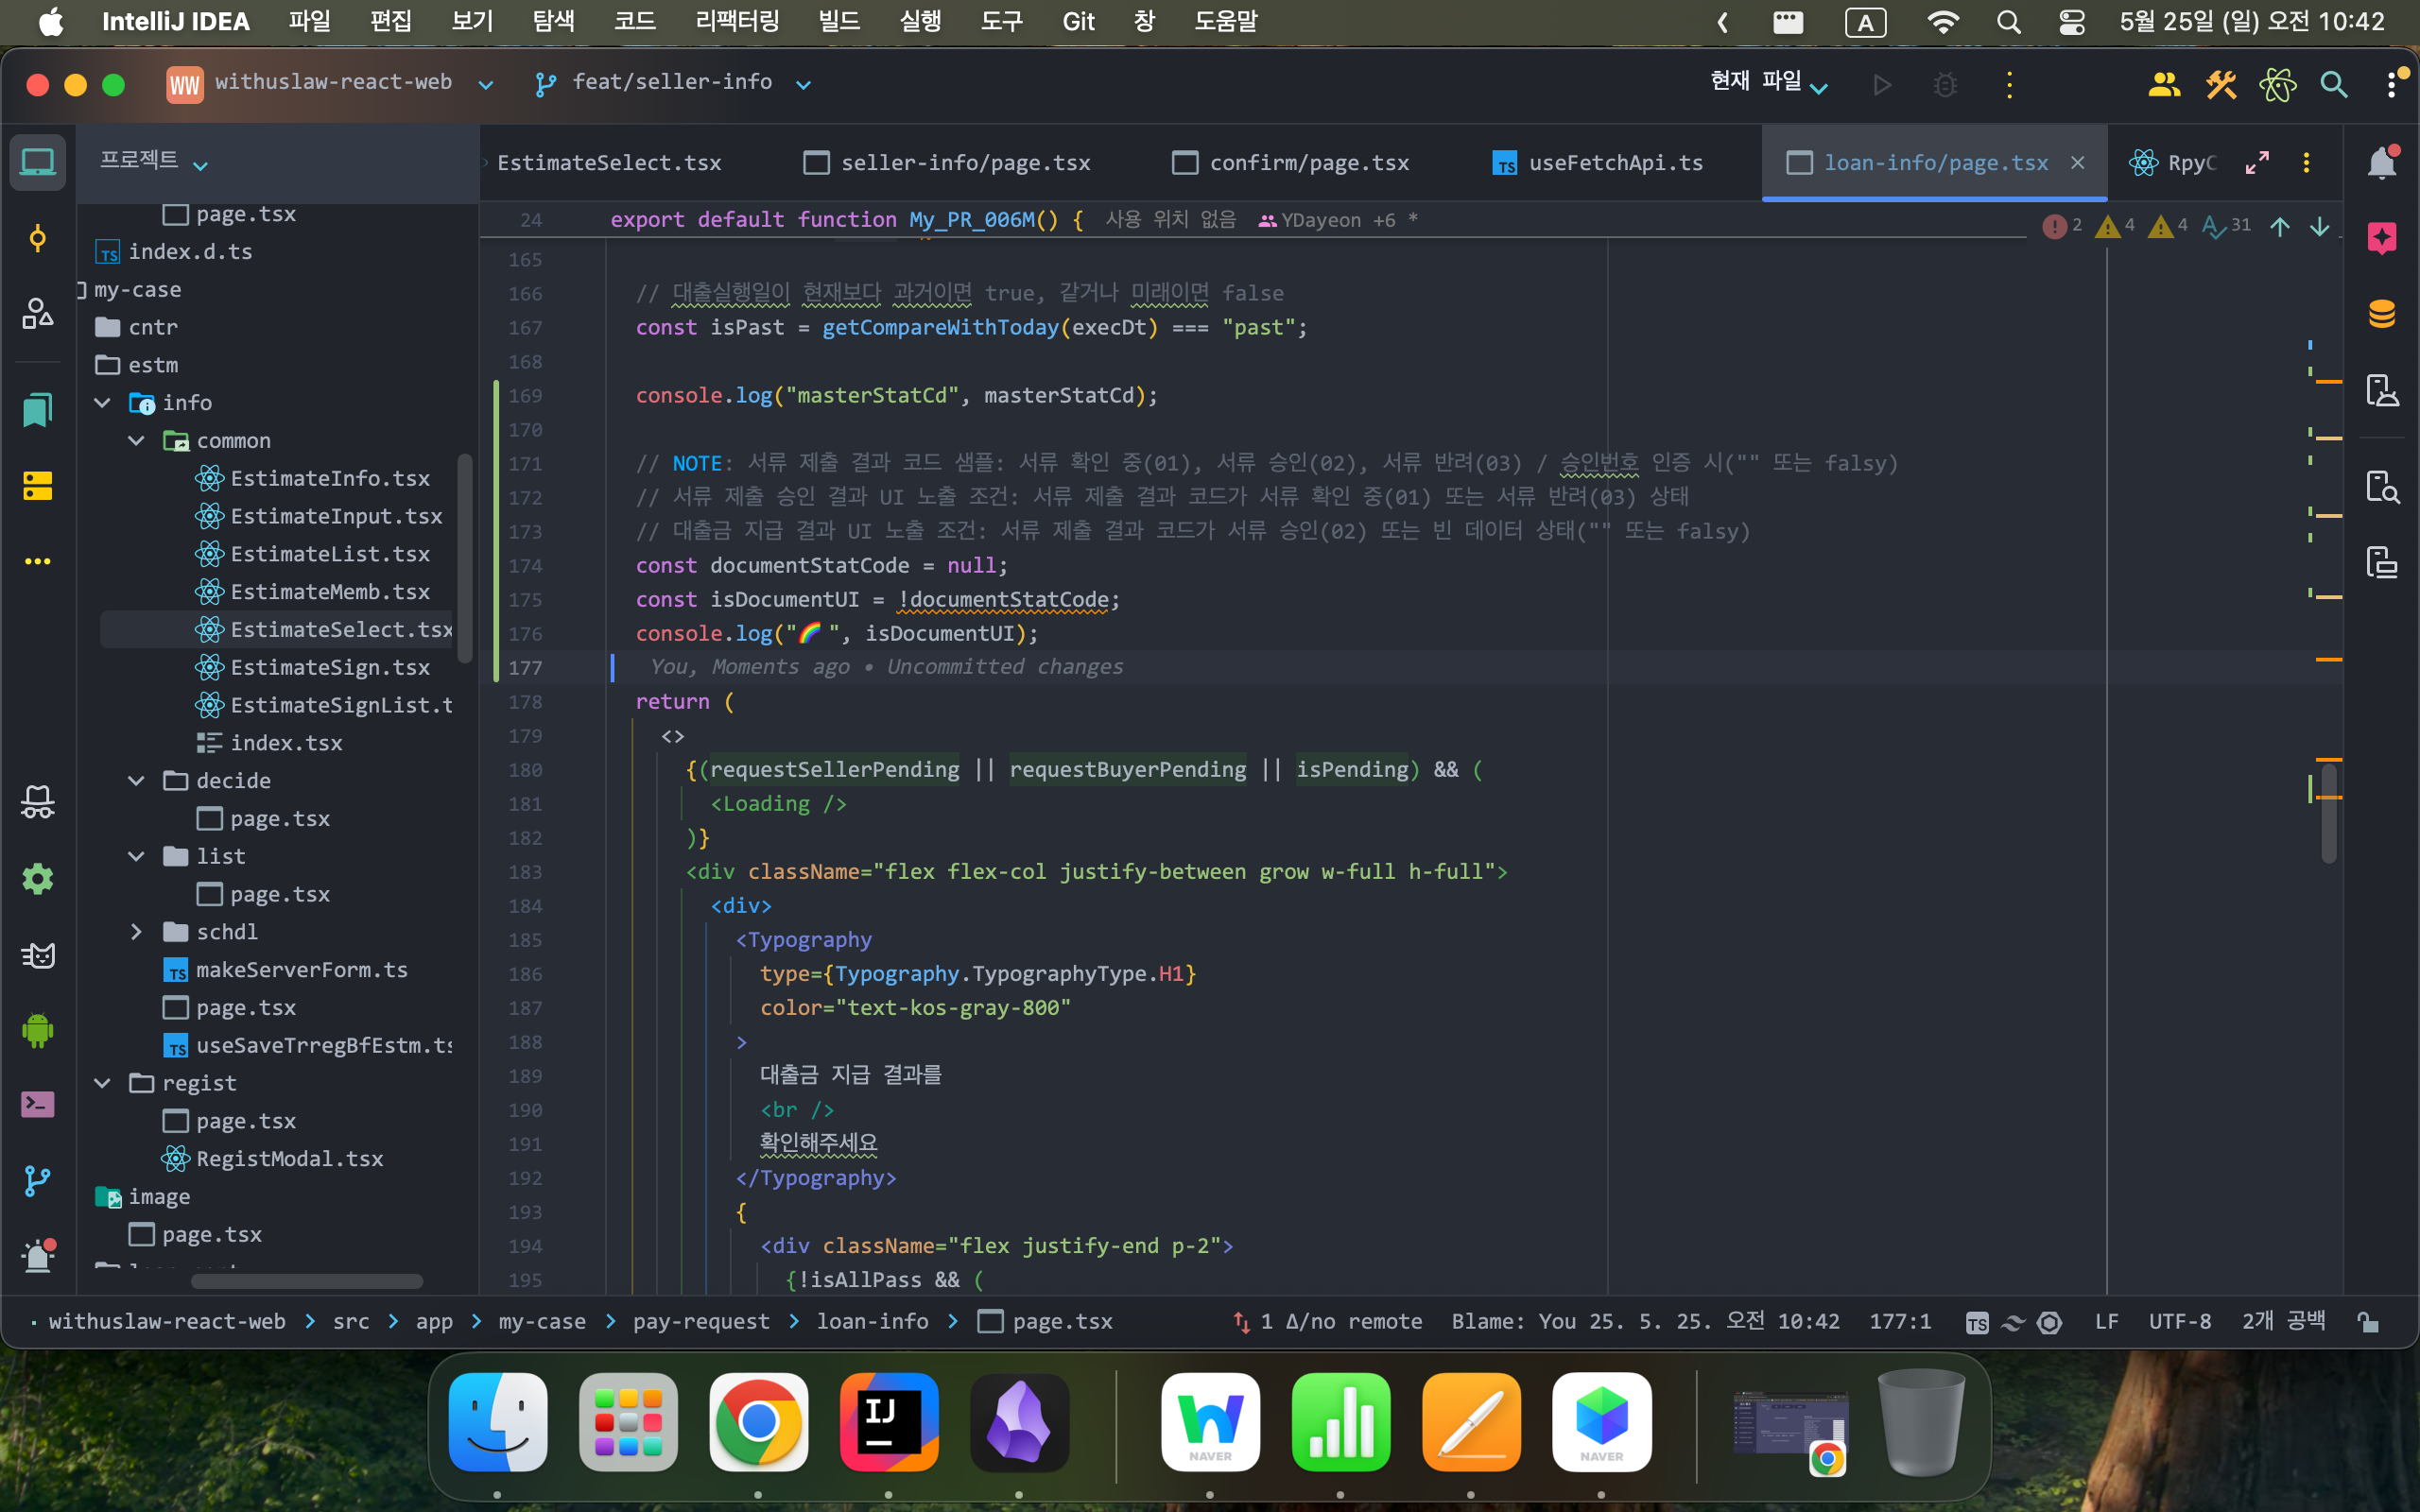 IntelliJ IDEA 파일 편집 보기 탐색 코드 리팩터링 빌드 실행 도구 Git 창 도움말 A 5월 25일 (일) 오전 10:42
WW withuslaw-react-web feat/seller-info 현재 파일
프로젝트
EstimateSelect.tsx seller-info/page.tsx confirm/page.tsx useFetchApi.ts loan-info/page.tsx
page.tsx
index.d.ts
my-case
cntr
estm
info
common
EstimateInfo.tsx
EstimateInput.tsx
EstimateList.tsx
EstimateMemb.tsx
EstimateSelect.tsx
EstimateSign.tsx
EstimateSignList.t
index.tsx
decide
page.tsx
list
page.tsx
schdl
makeServerForm.ts
page.tsx
useSaveTrregBfEstm.ts
regist
page.tsx
RegistModal.tsx
image
page.tsx
24 export default function My_PR_006M() { 사용 위치 없음 YDayeon +6 *
2 4 4 31
165
166 // 대출실행일이 현재보다 과거이면 true, 같거나 미래이면 false
167 const isPast = getCompareWithToday(execDt) === "past";
168
169 console.log("masterStatCd", masterStatCd);
170
171 // NOTE: 서류 제출 결과 코드 샘플: 서류 확인 중(01), 서류 승인(02), 서류 반려(03) / 승인번호 인증 시("" 또는 falsy)
172 // 서류 제출 승인 결과 UI 노출 조건: 서류 제출 결과 코드가 서류 확인 중(01) 또는 서류 반려(03) 상태
173 // 대출금 지급 결과 UI 노출 조건: 서류 제출 결과 코드가 서류 승인(02) 또는 빈 데이터 상태("" 또는 falsy)
174 const documentStatCode = null;
175 const isDocumentUI = !documentStatCode;
176 console.log("🌈 ", isDocumentUI);
177 You, Moments ago • Uncommitted changes
178 return (
179 <>
180 {(requestSellerPending || requestBuyerPending || isPending) && (
181 <Loading />
182 )}
183 <div className="flex flex-col justify-between grow w-full h-full">
184 <div>
185 <Typography
186 type={Typography.TypographyType.H1}
187 color="text-kos-gray-800"
188 >
189 대출금 지급 결과를
190 <br />
191 확인해주세요
192 </Typography>
193 {
194 <div className="flex justify-end p-2">
195 {!isAllPass && (
withuslaw-react-web > src > app > my-case > pay-request > loan-info > page.tsx 1 Δ/no remote Blame: You 25. 5. 25. 오전 10:42 177:1 TS LF UTF-8 2개 공백
IJ NAVER NAVER